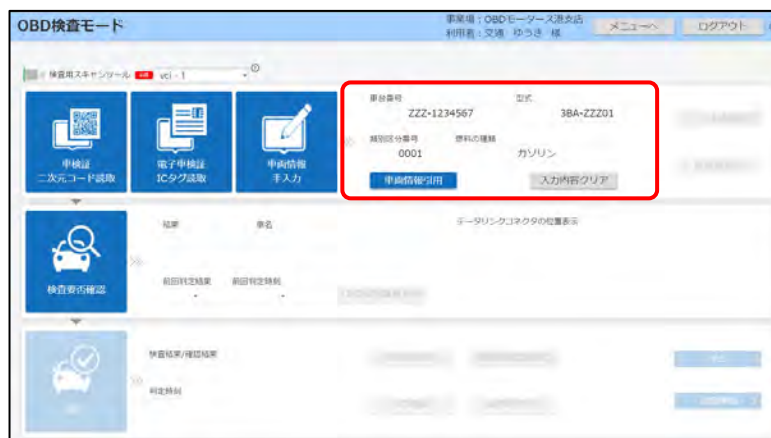 OBD検査モード
事業場：OBDモーターズ港支店
利用者：交通 ゆうき 様
メニューへ
ログアウト
検査用スキャンツール
vci - 1
車検証
二次元コード読取
電子車検証
ICタグ読取
車両情報
手入力
車台番号
型式
ZZZ-1234567
3BA-ZZZ01
類別区分番号
燃料の種類
0001
ガソリン
車両情報引用
入力内容クリア
検査要否確認
結果
車名
データリンクコネクタの位置表示
前回判定結果
前回判定時刻
-
-
検査結果/確認結果
判定時刻